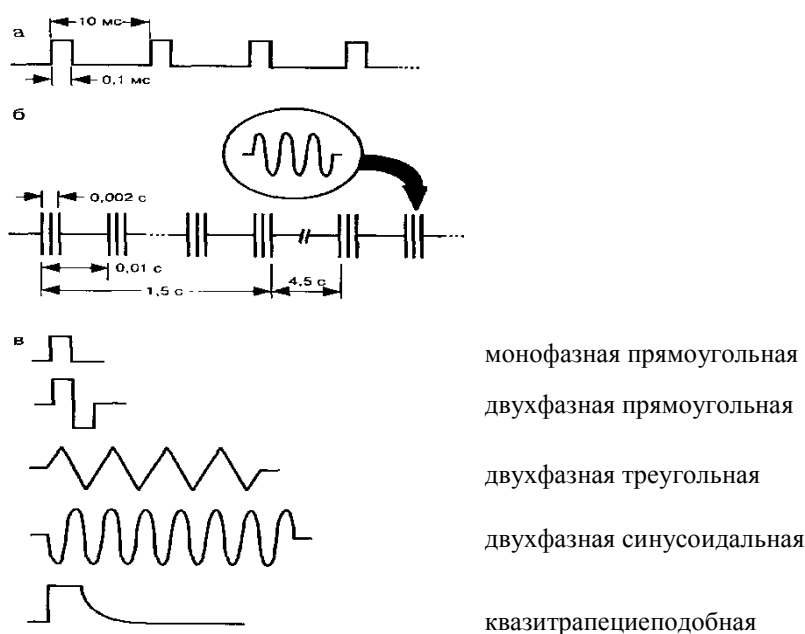 а
10 мс
0,1 мс
б
0,002 с
0,01 с
1,5 с
4,5 с
в
монофазная прямоугольная
двухфазная прямоугольная
двухфазная треугольная
двухфазная синусоидальная
квазитрапециеподобная